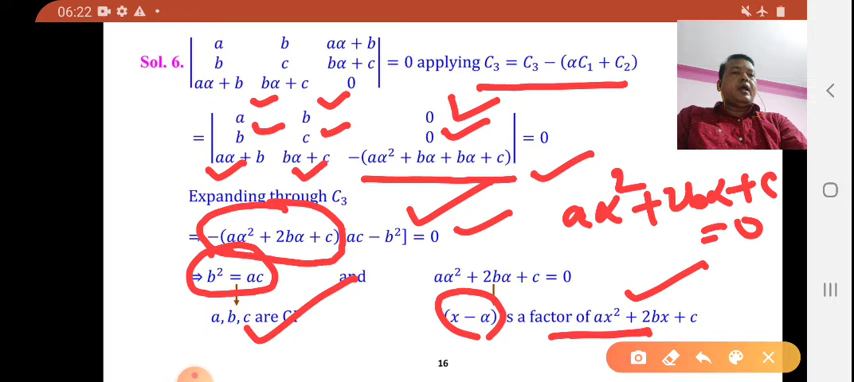 06:22
Sol. 6. | a b aα + b |
| b c bα + c | = 0 applying C₃ = C₃ − (αC₁ + C₂)
| aα + b bα + c 0 |
| a b 0 |
= | b c 0 | = 0
| aα + b bα + c −(aα² + bα + bα + c) |
Expanding through C₃
⇒ −(aα² + 2bα + c) ac − b²] = 0
aα² + 2bα + c
= 0
⇒ b² = ac and aα² + 2bα + c = 0
a, b, c are (x − α) is a factor of ax² + 2bx + c
16